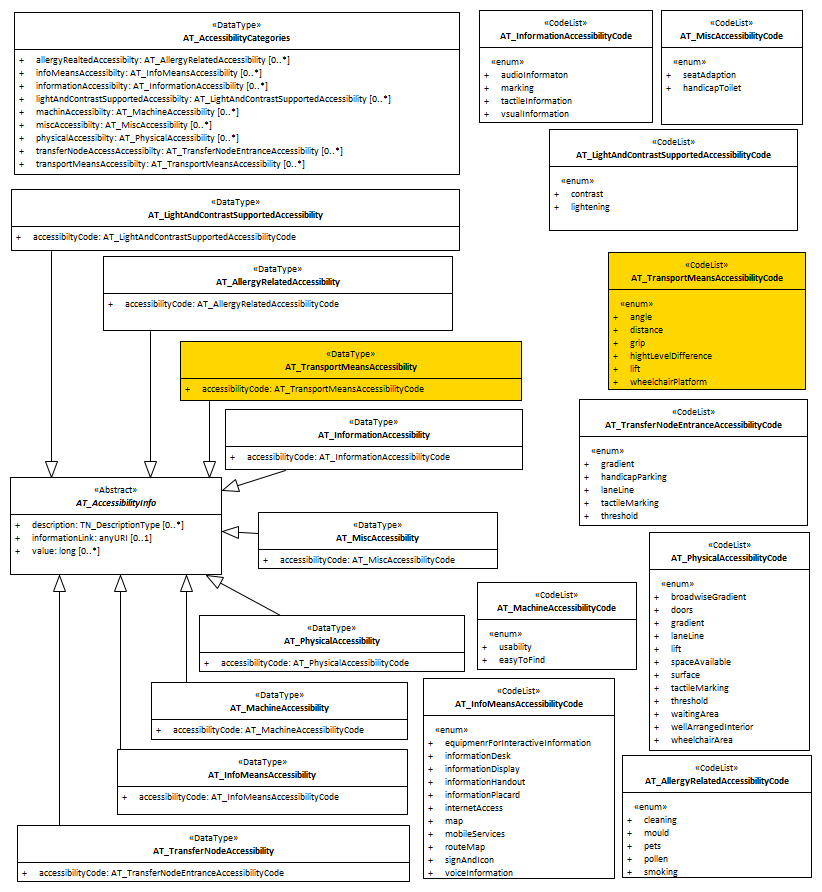 «DataType»
AT_AccessibilityCategories
+ allergyRealtedAccessibility: AT_AllergyRelatedAccessibility [0..*]
+ infoMeansAccessibility: AT_InfoMeansAccessibility [0..*]
+ informationAccessibility: AT_InformationAccessibility [0..*]
+ lightAndContrastSupportedAccessibility: AT_LightAndContrastSupportedAccessibility [0..*]
+ machinAccessibilty: AT_MachineAccessibility [0..*]
+ miscAccessibility: AT_MiscAccessibility [0..*]
+ physicalAccessibility: AT_PhysicalAccessibility [0..*]
+ transferNodeAccessAccessibility: AT_TransferNodeEntranceAccessibility [0..*]
+ transportMeansAccessibility: AT_TransportMeansAccessibility [0..*]
«CodeList»
AT_InformationAccessibilityCode
«enum»
+ audioInformaton
+ marking
+ tactileInformation
+ vsualInformation
«CodeList»
AT_MiscAccessibilityCode
«enum»
+ seatAdaption
+ handicapToilet
«CodeList»
AT_LightAndContrastSupportedAccessibilityCode
«enum»
+ contrast
+ lightening
«DataType»
AT_LightAndContrastSupportedAccessibility
+ accessibiltyCode: AT_LightAndContrastSupportedAccessibilityCode
«DataType»
AT_AllergyRelatedAccessibility
+ accessibilityCode: AT_AllergyRelatedAccessibilityCode
«CodeList»
AT_TransportMeansAccessibilityCode
«enum»
+ angle
+ distance
+ grip
+ hightLevelDifference
+ lift
+ wheelchairPlatform
«DataType»
AT_TransportMeansAccessibility
+ accessibilityCode: AT_TransportMeansAccessibilityCode
«DataType»
AT_InformationAccessibility
+ accessibilityCode: AT_InformationAccessibilityCode
«CodeList»
AT_TransferNodeEntranceAccessibilityCode
«enum»
+ gradient
+ handicapParking
+ laneLine
+ tactileMarking
+ threshold
«Abstract»
AT_AccessibilityInfo
+ description: TN_DescriptionType [0..*]
+ informationLink: anyURI [0..1]
+ value: long [0..*]
«DataType»
AT_MiscAccessibility
+ accessibilityCode: AT_MiscAccessibilityCode
«CodeList»
AT_PhysicalAccessibilityCode
«enum»
+ broadwiseGradient
+ doors
+ gradient
+ laneLine
+ lift
+ spaceAvailable
+ surface
+ tactileMarking
+ threshold
+ waitingArea
+ wellArrangedInterior
+ wheelchairArea
«CodeList»
AT_MachineAccessibilityCode
«enum»
+ usability
+ easyToFind
«DataType»
AT_PhysicalAccessibility
+ accessibilityCode: AT_PhysicalAccessibilityCode
«DataType»
AT_MachineAccessibility
+ accessibilityCode: AT_MachineAccessibilityCode
«CodeList»
AT_InfoMeansAccessibilityCode
«enum»
+ equipmenrForInteractiveInformation
+ informationDesk
+ informationDisplay
+ informationHandout
+ informationPlacard
+ internetAccess
+ map
+ mobileServices
+ routeMap
+ signAndIcon
+ voiceInformation
«DataType»
AT_InfoMeansAccessibility
+ accessibilityCode: AT_InfoMeansAccessibilityCode
«CodeList»
AT_AllergyRelatedAccessibilityCode
«enum»
+ cleaning
+ mould
+ pets
+ pollen
+ smoking
«DataType»
AT_TransferNodeAccessibility
+ accessibilityCode: AT_TransferNodeEntranceAccessibilityCode